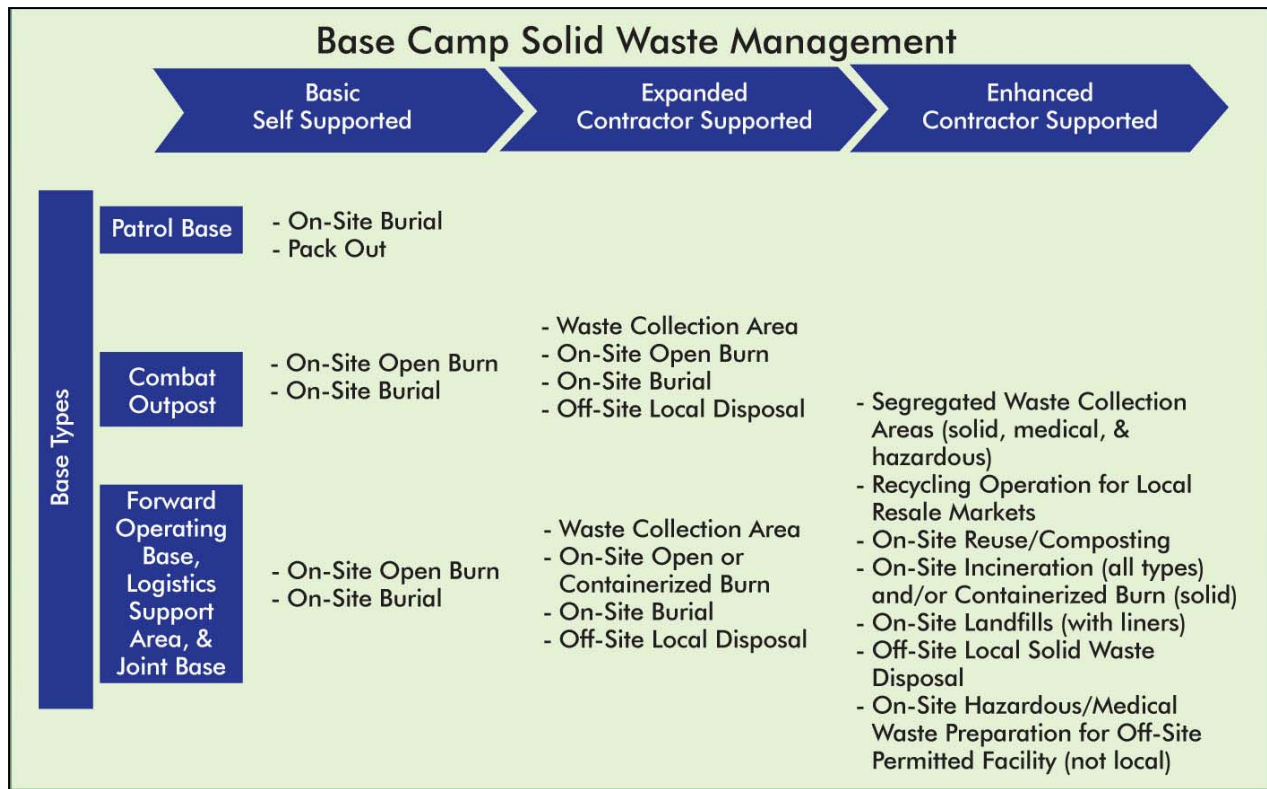 Base Camp Solid Waste Management
Basic
Self Supported
Expanded
Contractor Supported
Enhanced
Contractor Supported
Base Types
Patrol Base
- On-Site Burial
- Pack Out
Combat
Outpost
- On-Site Open Burn
- On-Site Burial
- Waste Collection Area
- On-Site Open Burn
- On-Site Burial
- Off-Site Local Disposal
Forward
Operating
Base,
Logistics
Support
Area, &
Joint Base
- On-Site Open Burn
- On-Site Burial
- Waste Collection Area
- On-Site Open or
Containerized Burn
- On-Site Burial
- Off-Site Local Disposal
- Segregated Waste Collection
Areas (solid, medical, &
hazardous)
- Recycling Operation for Local
Resale Markets
- On-Site Reuse/Composting
- On-Site Incineration (all types)
and/or Containerized Burn (solid)
- On-Site Landfills (with liners)
- Off-Site Local Solid Waste
Disposal
- On-Site Hazardous/Medical
Waste Preparation for Off-Site
Permitted Facility (not local)